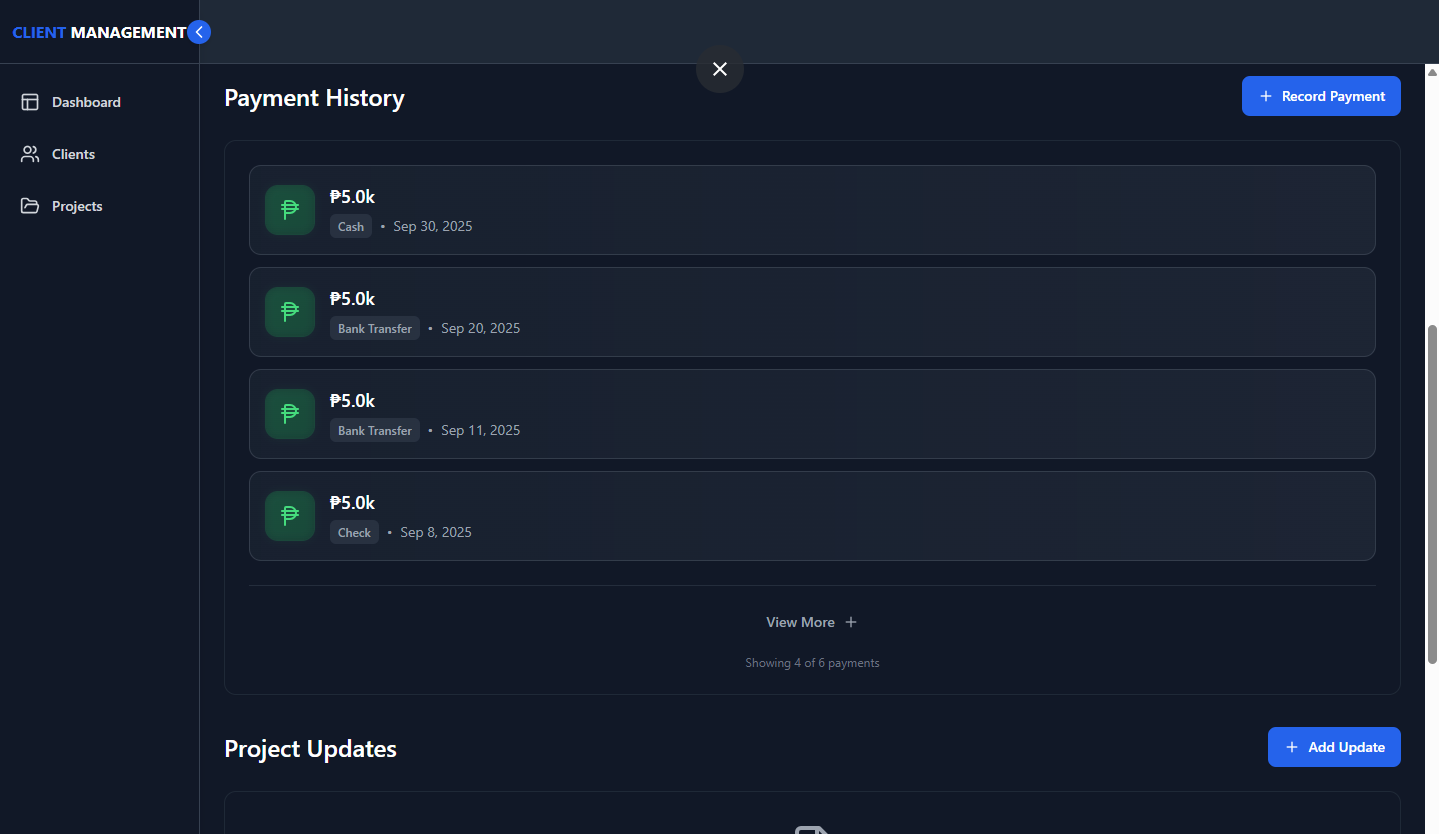 CLIENT MANAGEMENT
Dashboard
Clients
Projects
Payment History
+ Record Payment
₱5.0k
Cash • Sep 30, 2025
₱5.0k
Bank Transfer • Sep 20, 2025
₱5.0k
Bank Transfer • Sep 11, 2025
₱5.0k
Check • Sep 8, 2025
View More +
Showing 4 of 6 payments
Project Updates
+ Add Update